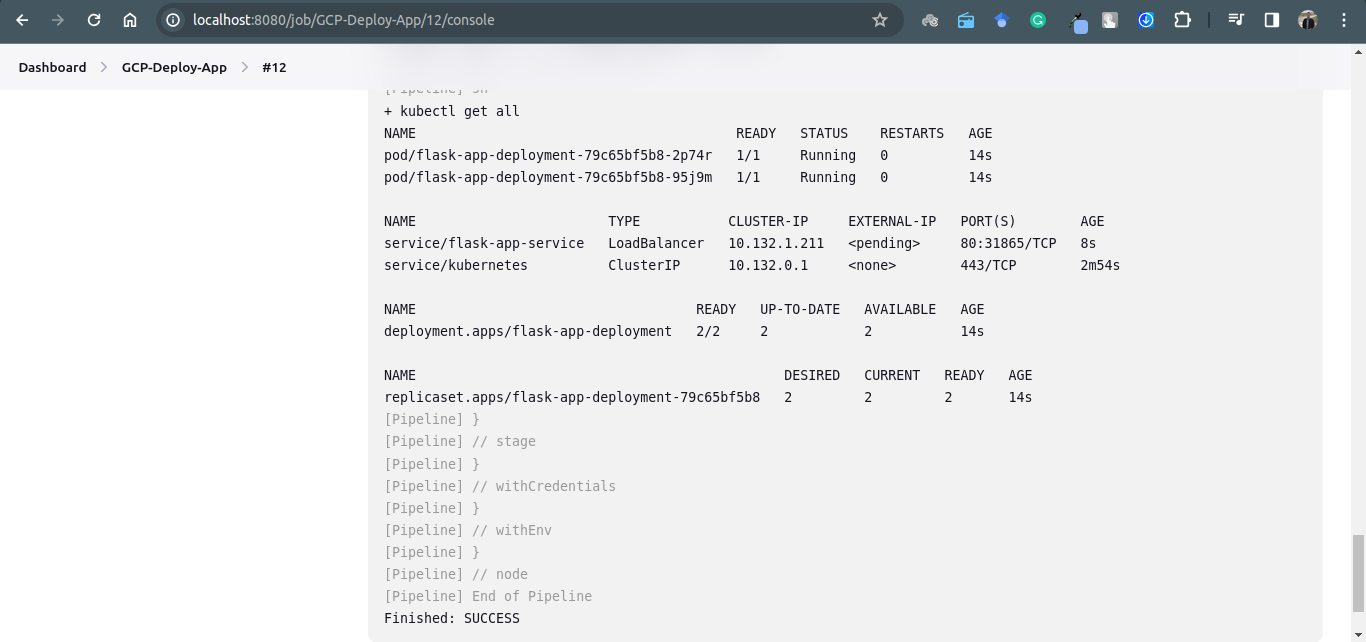 localhost:8080/job/GCP-Deploy-App/12/console
Dashboard > GCP-Deploy-App > #12
[Pipeline] sh
+ kubectl get all
NAME                                        READY   STATUS    RESTARTS   AGE
pod/flask-app-deployment-79c65bf5b8-2p74r   1/1     Running   0          14s
pod/flask-app-deployment-79c65bf5b8-95j9m   1/1     Running   0          14s
NAME                        TYPE           CLUSTER-IP     EXTERNAL-IP   PORT(S)        AGE
service/flask-app-service   LoadBalancer   10.132.1.211   <pending>     80:31865/TCP   8s
service/kubernetes          ClusterIP      10.132.0.1     <none>        443/TCP        2m54s
NAME                                   READY   UP-TO-DATE   AVAILABLE   AGE
deployment.apps/flask-app-deployment   2/2     2            2           14s
NAME                                              DESIRED   CURRENT   READY   AGE
replicaset.apps/flask-app-deployment-79c65bf5b8   2         2         2       14s
[Pipeline] }
[Pipeline] // stage
[Pipeline] }
[Pipeline] // withCredentials
[Pipeline] }
[Pipeline] // withEnv
[Pipeline] }
[Pipeline] // node
[Pipeline] End of Pipeline
Finished: SUCCESS